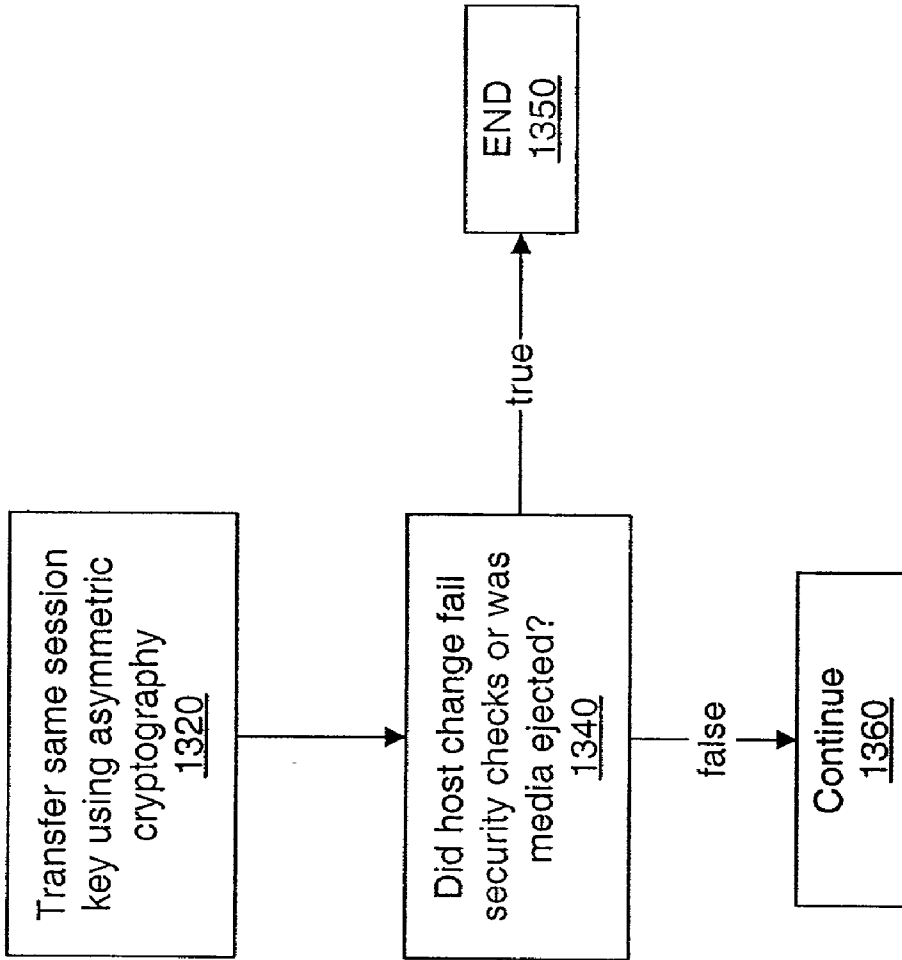 Transfer same session
key using asymmetric
cryptography
1320
Did host change fail
security checks or was
media ejected?
1340
true
END
1350
false
Continue
1360